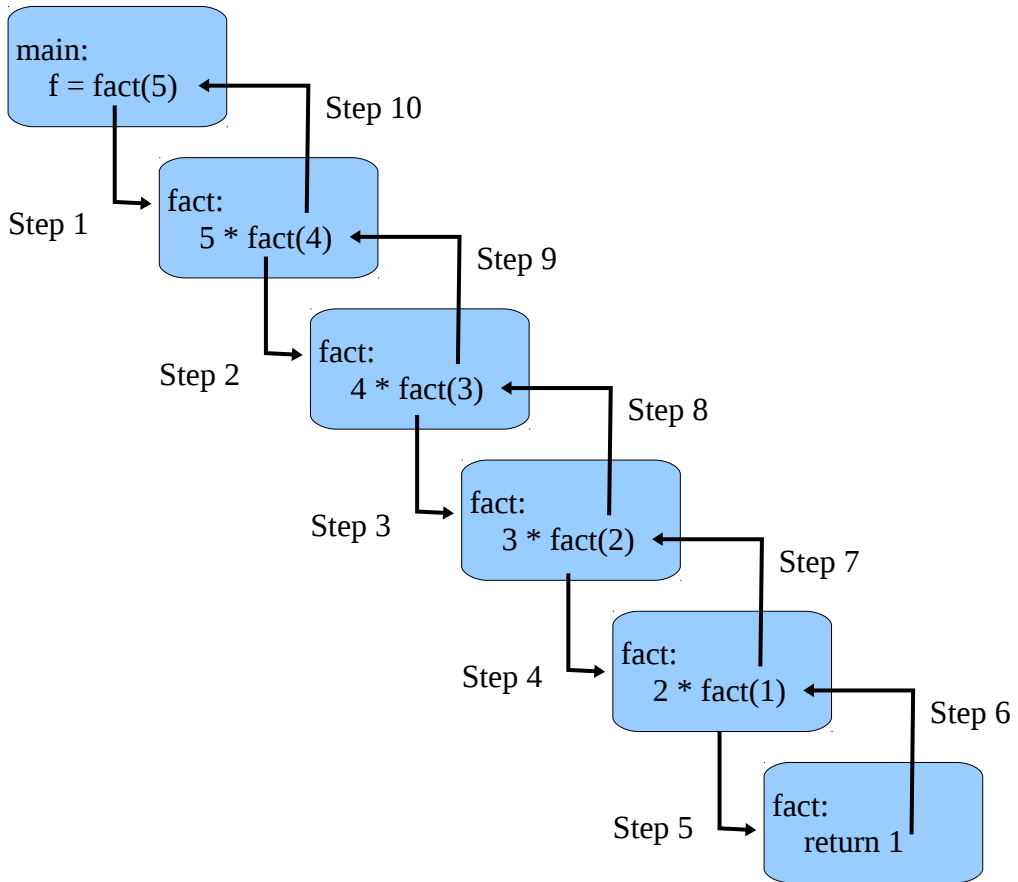 main:
f = fact(5)
Step 10
Step 1
fact:
5 * fact(4)
Step 9
Step 2
fact:
4 * fact(3)
Step 8
Step 3
fact:
3 * fact(2)
Step 7
Step 4
fact:
2 * fact(1)
Step 6
Step 5
fact:
return 1